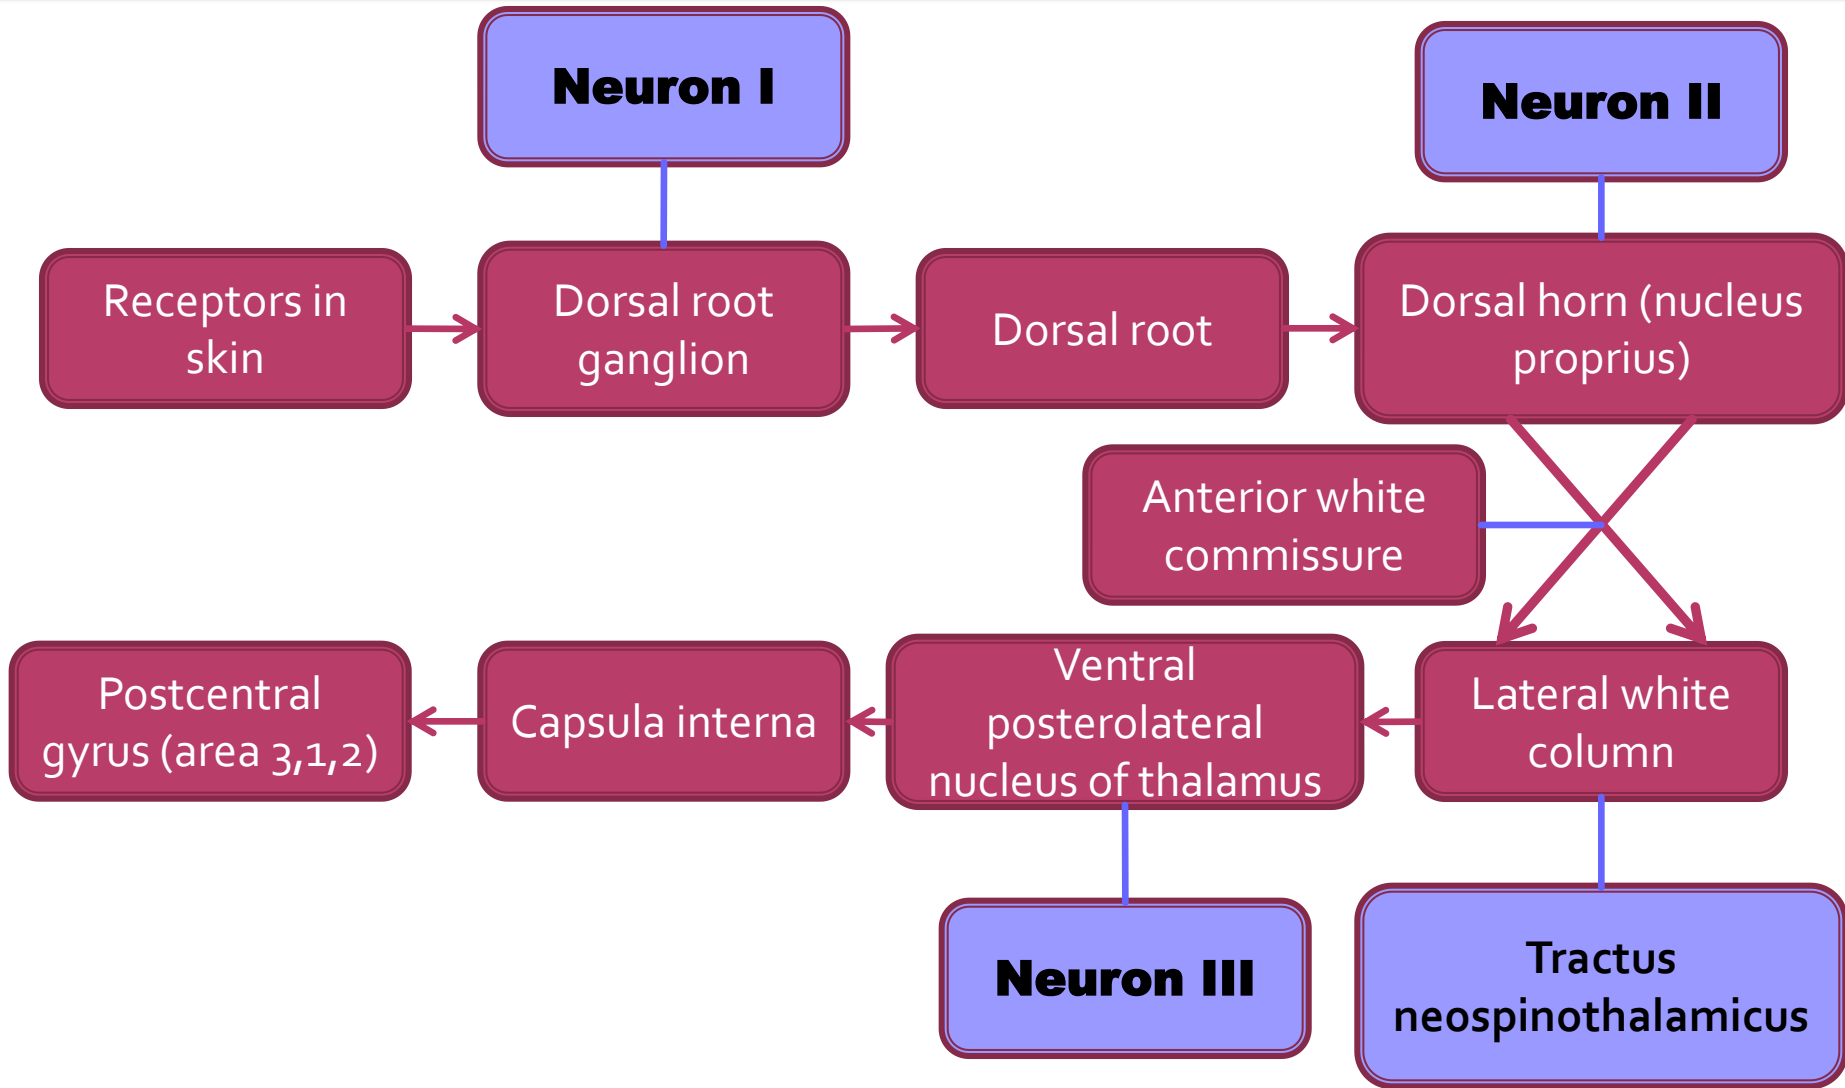 Neuron I
Neuron II
Receptors in
skin
Dorsal root
ganglion
Dorsal root
Dorsal horn (nucleus
proprius)
Anterior white
commissure
Postcentral
gyrus (area 3,1,2)
Capsula interna
Ventral
posterolateral
nucleus of thalamus
Lateral white
column
Neuron III
Tractus
neospinothalamicus